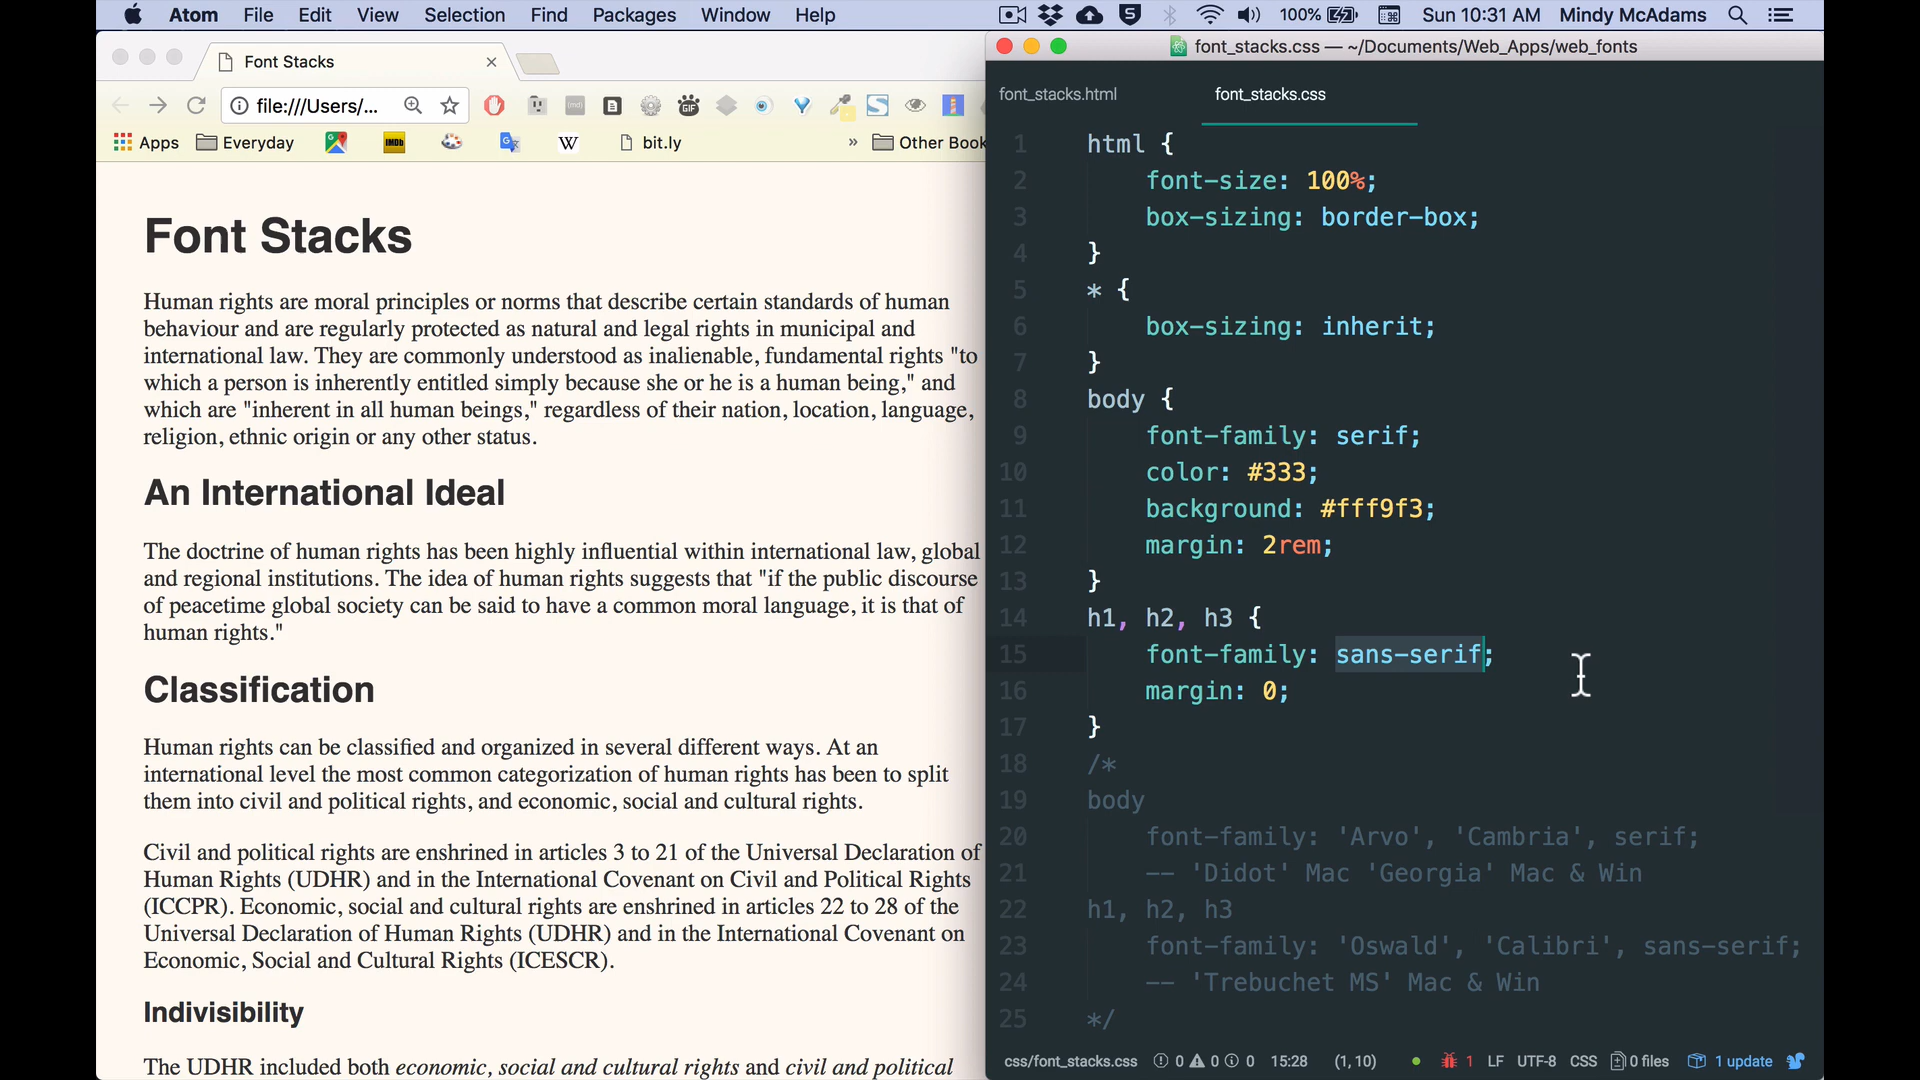 Atom File Edit View Selection Find Packages Window Help 100% Sun 10:31 AM Mindy McAdams
Font Stacks
file:///Users/...
Apps Everyday IMDb W bit.ly » Other Book
Font Stacks
Human rights are moral principles or norms that describe certain standards of human
behaviour and are regularly protected as natural and legal rights in municipal and
international law. They are commonly understood as inalienable, fundamental rights "to
which a person is inherently entitled simply because she or he is a human being," and
which are "inherent in all human beings," regardless of their nation, location, language,
religion, ethnic origin or any other status.
An International Ideal
The doctrine of human rights has been highly influential within international law, global
and regional institutions. The idea of human rights suggests that "if the public discourse
of peacetime global society can be said to have a common moral language, it is that of
human rights."
Classification
Human rights can be classified and organized in several different ways. At an
international level the most common categorization of human rights has been to split
them into civil and political rights, and economic, social and cultural rights.
Civil and political rights are enshrined in articles 3 to 21 of the Universal Declaration of
Human Rights (UDHR) and in the International Covenant on Civil and Political Rights
(ICCPR). Economic, social and cultural rights are enshrined in articles 22 to 28 of the
Universal Declaration of Human Rights (UDHR) and in the International Covenant on
Economic, Social and Cultural Rights (ICESCR).
Indivisibility
The UDHR included both economic, social and cultural rights and civil and political
font_stacks.css — ~/Documents/Web_Apps/web_fonts
font_stacks.html font_stacks.css
1 html {
2 font-size: 100%;
3 box-sizing: border-box;
4 }
5 * {
6 box-sizing: inherit;
7 }
8 body {
9 font-family: serif;
10 color: #333;
11 background: #fff9f3;
12 margin: 2rem;
13 }
14 h1, h2, h3 {
15 font-family: sans-serif;
16 margin: 0;
17 }
18 /*
19 body
20 font-family: 'Arvo', 'Cambria', serif;
21 -- 'Didot' Mac 'Georgia' Mac & Win
22 h1, h2, h3
23 font-family: 'Oswald', 'Calibri', sans-serif;
24 -- 'Trebuchet MS' Mac & Win
25 */
css/font_stacks.css 0 0 0 15:28 (1, 10) 1 LF UTF-8 CSS 0 files 1 update